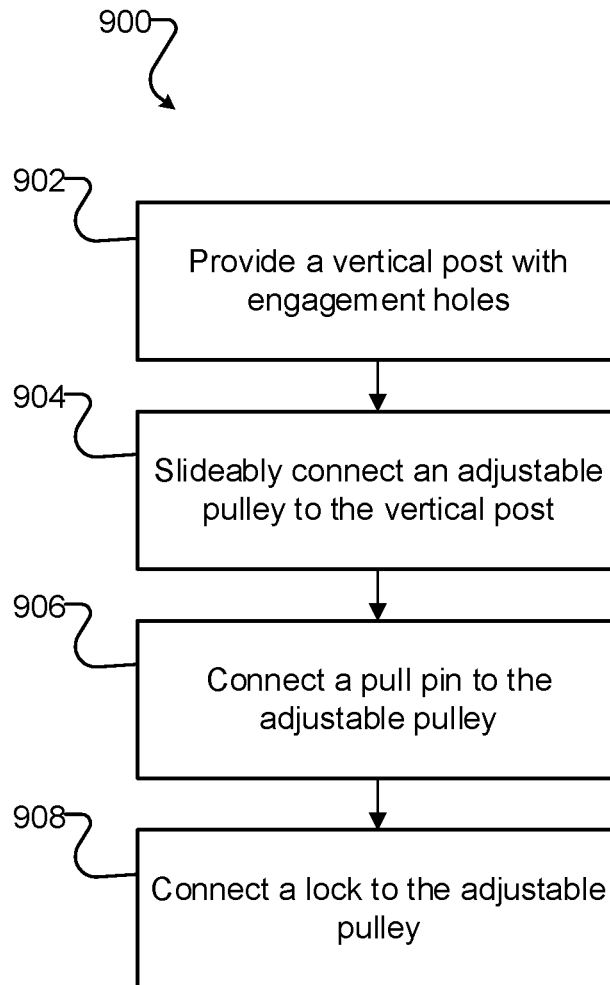 900
902
Provide a vertical post with
engagement holes
904
Slideably connect an adjustable
pulley to the vertical post
906
Connect a pull pin to the
adjustable pulley
908
Connect a lock to the adjustable
pulley